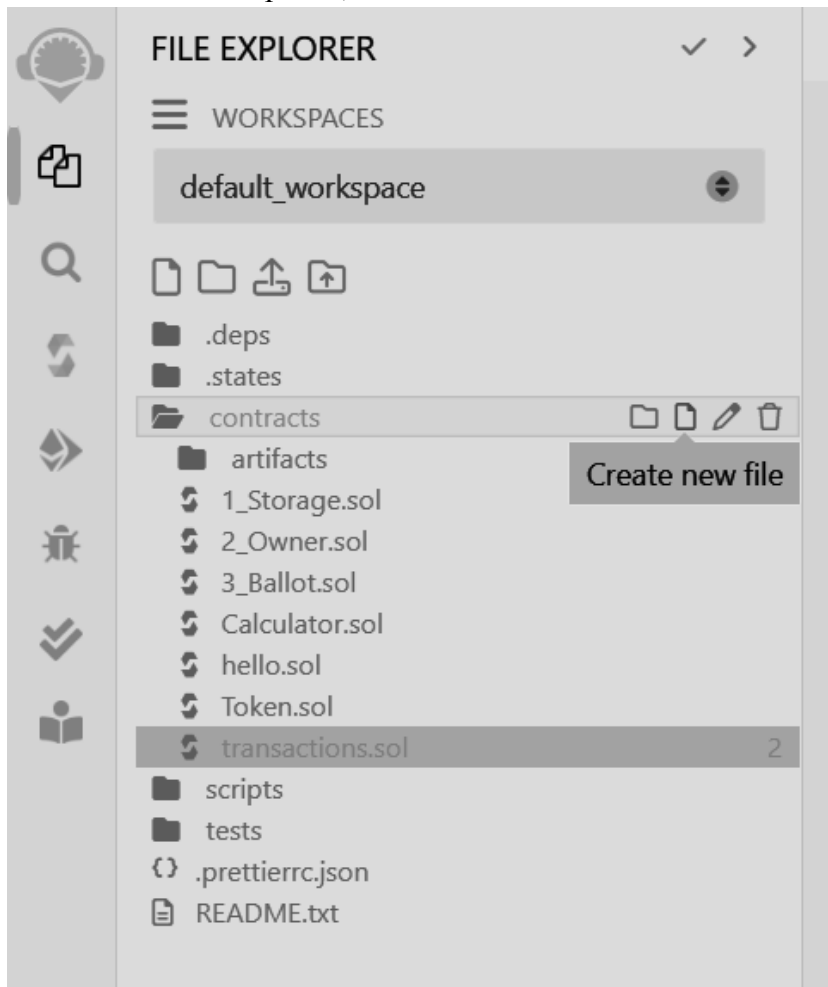 FILE EXPLORER
WORKSPACES
default_workspace
.deps
.states
contracts
Create new file
artifacts
1_Storage.sol
2_Owner.sol
3_Ballot.sol
Calculator.sol
hello.sol
Token.sol
transactions.sol 2
scripts
tests
.prettierrc.json
README.txt